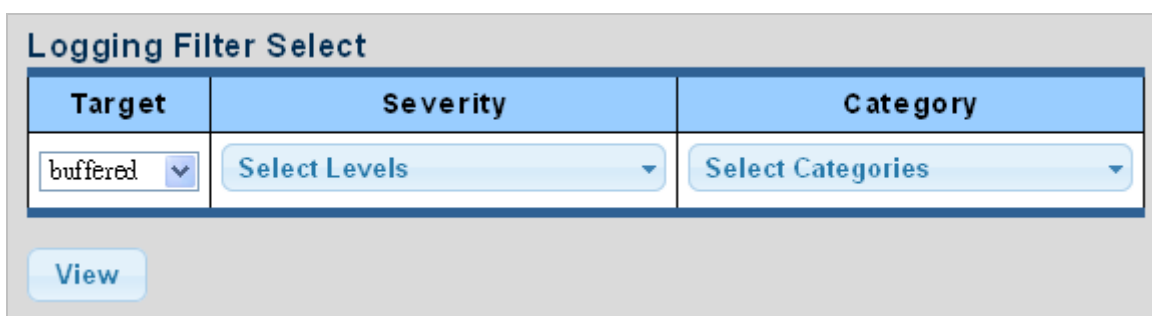 Logging Filter Select
Target Severity Category
buffered Select Levels Select Categories
View